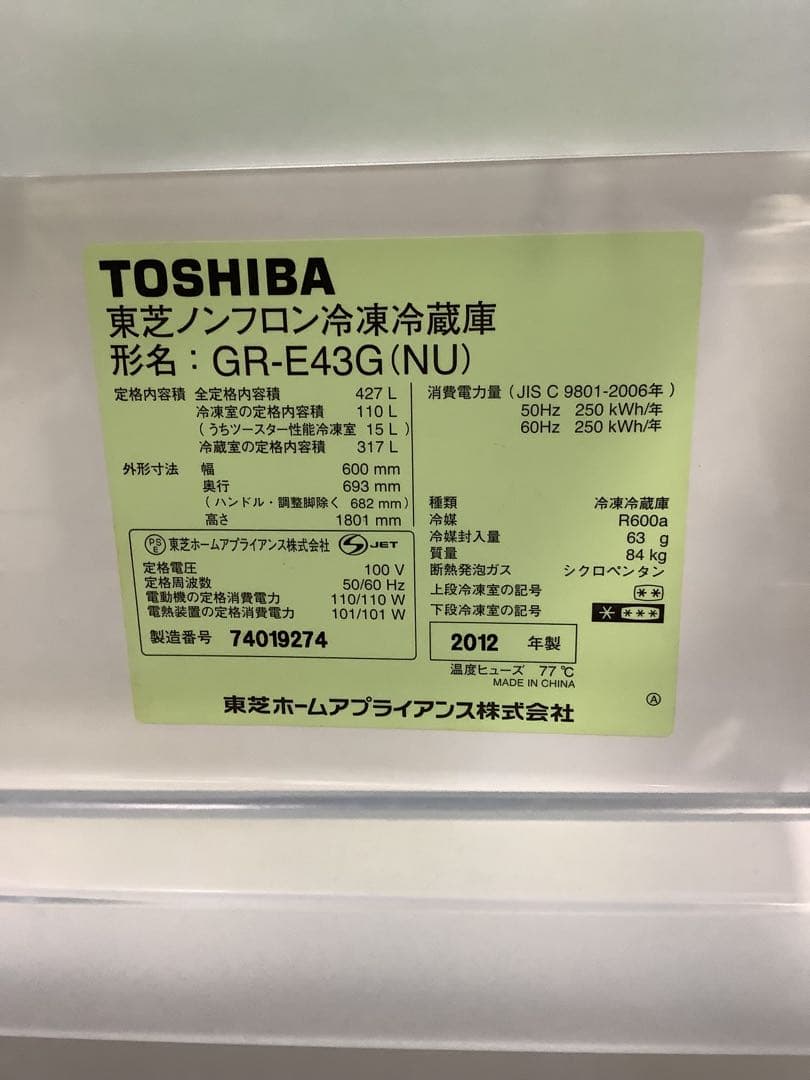 TOSHIBA
東芝ノンフロン冷凍冷蔵庫
形名：GR-E43G(NU)
定格内容積 全定格内容積 427 L
冷凍室の定格内容積 110 L
(うちツースター性能冷凍室 15 L)
冷蔵室の定格内容積 317 L
外形寸法 幅 600 mm
奥行 693 mm
(ハンドル・調整脚除く 682 mm)
高さ 1801 mm
PSE 東芝ホームアプライアンス株式会社 S JET
定格電圧 100 V
定格周波数 50/60 Hz
電動機の定格消費電力 110/110 W
電熱装置の定格消費電力 101/101 W
製造番号 74019274
消費電力量 (JIS C 9801-2006年)
50Hz 250 kWh/年
60Hz 250 kWh/年
種類 冷凍冷蔵庫
冷媒 R600a
冷媒封入量 63 g
質量 84 kg
断熱発泡ガス シクロペンタン
上段冷凍室の記号 **
下段冷凍室の記号 * ***
2012 年製
温度ヒューズ 77 ℃
MADE IN CHINA
東芝ホームアプライアンス株式会社
Ⓐ